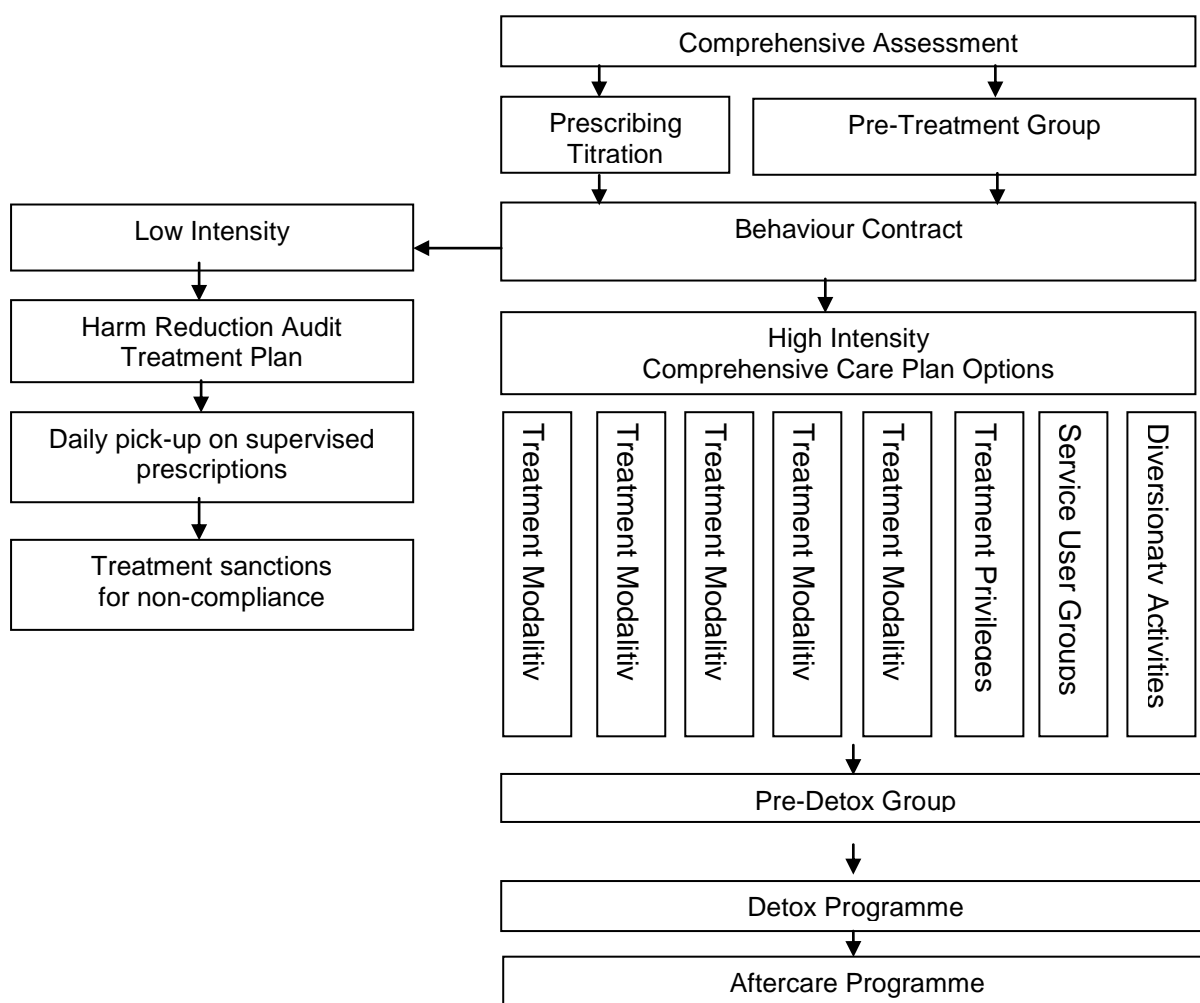 Comprehensive Assessment
Prescribing
Titration
Pre-Treatment Group
Behaviour Contract
Low Intensity
Harm Reduction Audit
Treatment Plan
Daily pick-up on supervised
prescriptions
Treatment sanctions
for non-compliance
High Intensity
Comprehensive Care Plan Options
Treatment Modalitiv
Treatment Modalitiv
Treatment Modalitiv
Treatment Modalitiv
Treatment Modalitiv
Treatment Privileges
Service User Groups
Diversionatv Activities
Pre-Detox Group
Detox Programme
Aftercare Programme